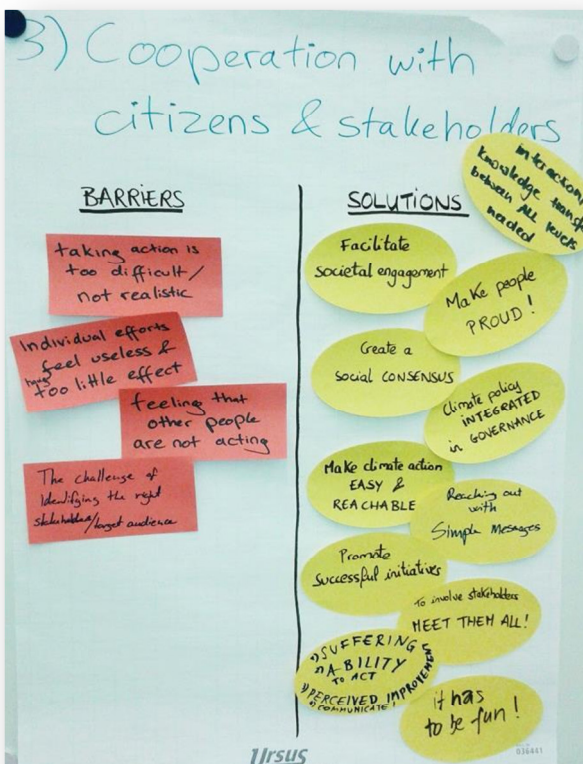 3) Cooperation with
citizens & stakeholders
BARRIERS
taking action is
too difficult/
not realistic
Individual efforts
feel useless &
having too little effect
feeling that
other people
are not acting
The challenge of
Identifying the right
stakeholders/target audience
SOLUTIONS
interaction,
knowledge transfer
between ALL levels
needed
Facilitate
societal engagement
Make people
PROUD!
Create a
social CONSENSUS
Climate policy
INTEGRATED
in GOVERNANCE
Make climate action
EASY &
REACHABLE
Reaching out
with
Simple Messages
Promote
successful initiatives
To involve stakeholders
MEET THEM ALL!
SUFFERING
ABILITY
TO ACT
PERCEIVED IMPROVEMENT
COMMUNICATE!
it has
to be fun!
Ursus
036441